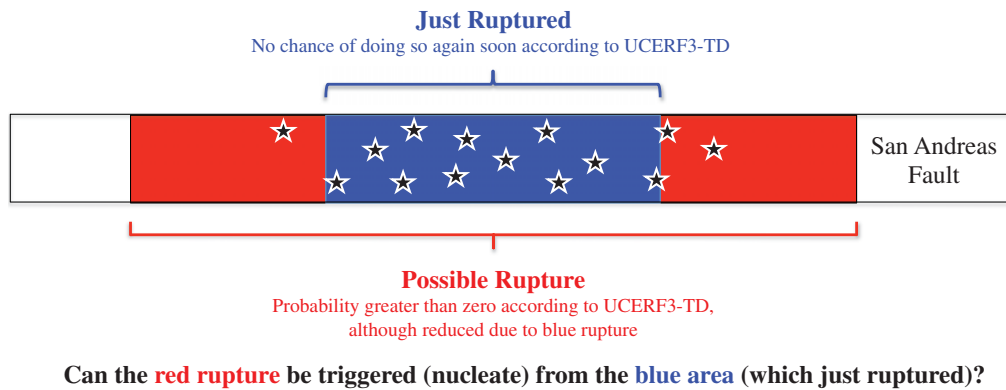 Just Ruptured
No chance of doing so again soon according to UCERF3-TD
San Andreas
Fault
Possible Rupture
Probability greater than zero according to UCERF3-TD,
although reduced due to blue rupture
Can the red rupture be triggered (nucleate) from the blue area (which just ruptured)?